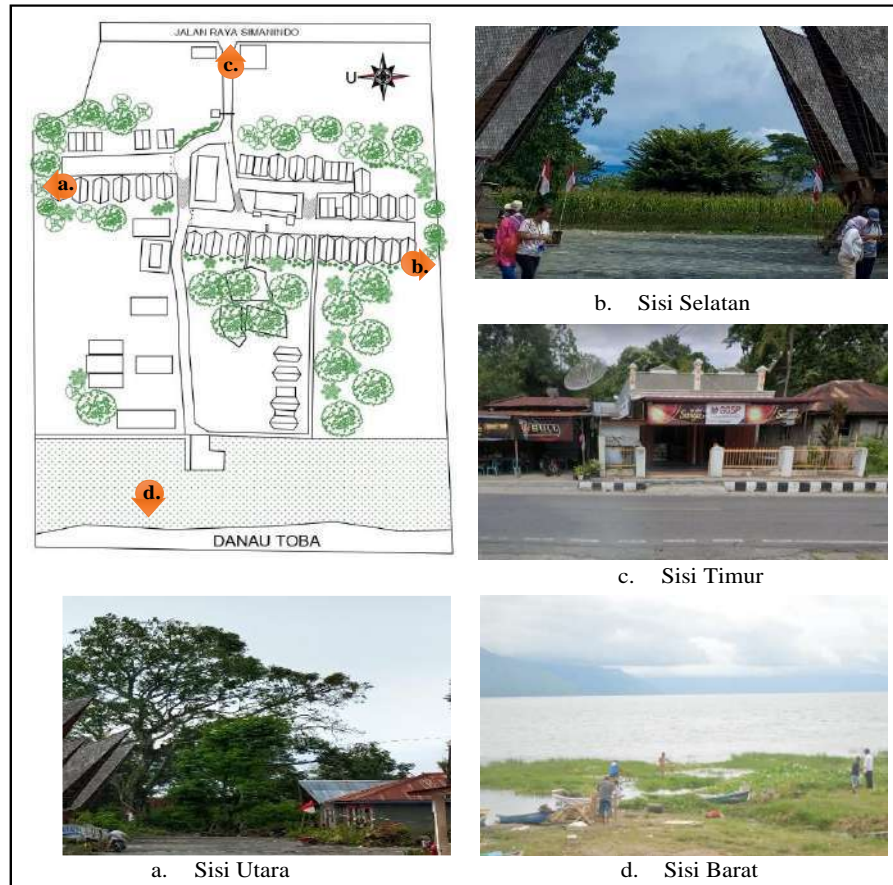 JALAN RAYA SIMANINDO
c.
U
a.
b.
d.
DANAU TOBA
b. Sisi Selatan
c. Sisi Timur
a. Sisi Utara
d. Sisi Barat